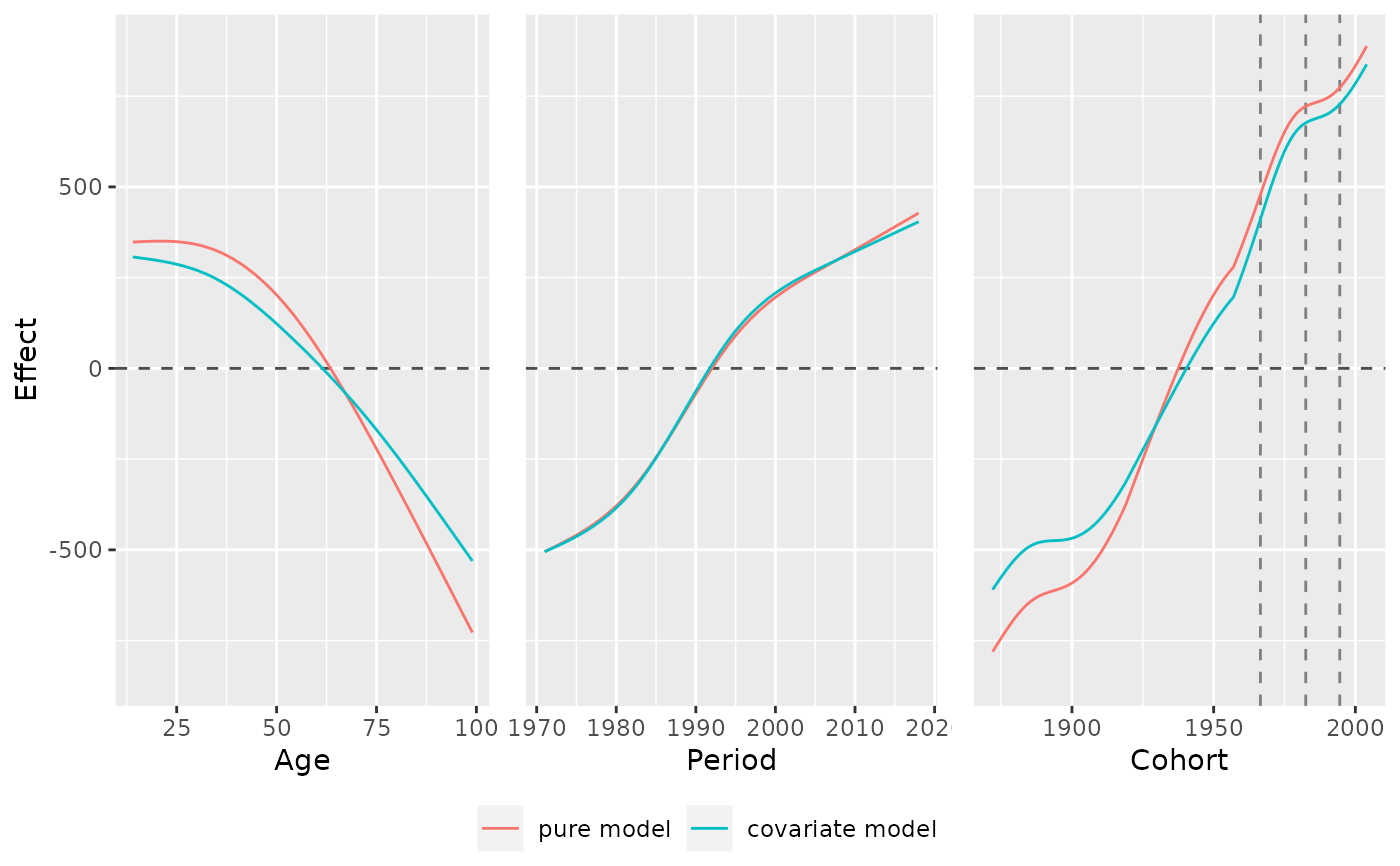 Effect
500
0
-500
25 50 75 100 1970 1980 1990 2000 2010 202 1900 1950 2000
Age Period Cohort
pure model covariate model